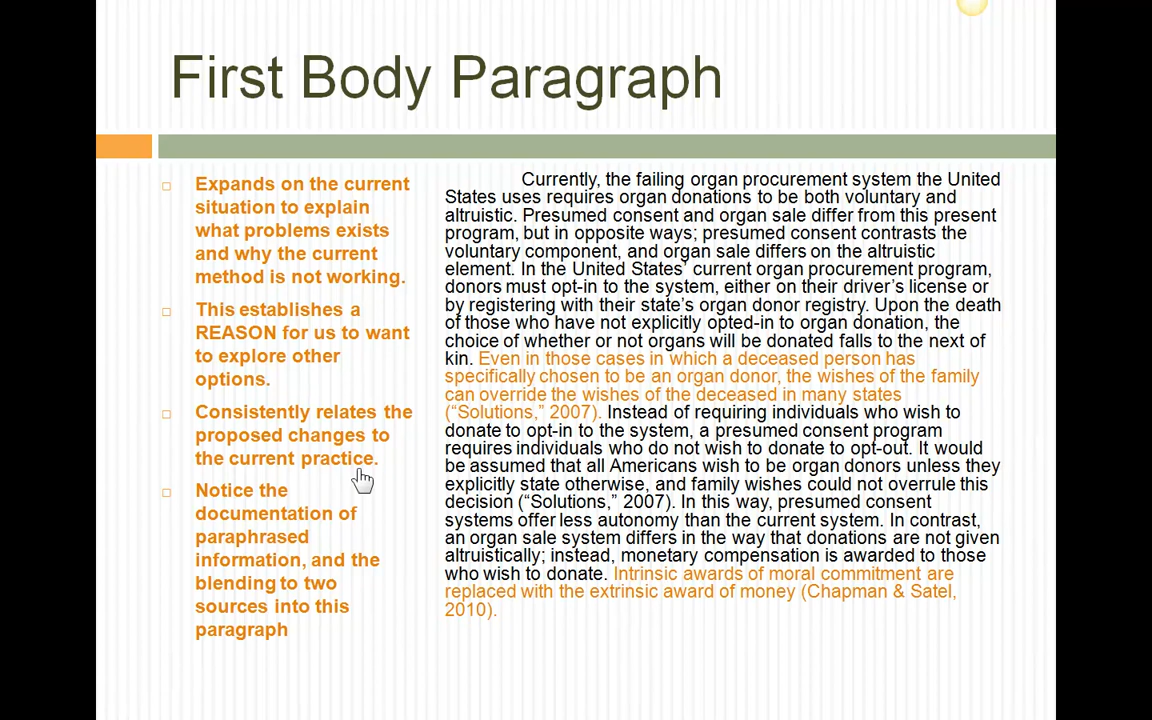 First Body Paragraph
Expands on the current
situation to explain
what problems exists
and why the current
method is not working.
This establishes a
REASON for us to want
to explore other
options.
Consistently relates the
proposed changes to
the current practice.
Notice the
documentation of
paraphrased
information, and the
blending to two
sources into this
paragraph
Currently, the failing organ procurement system the United
States uses requires organ donations to be both voluntary and
altruistic. Presumed consent and organ sale differ from this present
program, but in opposite ways; presumed consent contrasts the
voluntary component, and organ sale differs on the altruistic
element. In the United States' current organ procurement program,
donors must opt-in to the system, either on their driver's license or
by registering with their state's organ donor registry. Upon the death
of those who have not explicitly opted-in to organ donation, the
choice of whether or not organs will be donated falls to the next of
kin. Even in those cases in which a deceased person has
specifically chosen to be an organ donor, the wishes of the family
can override the wishes of the deceased in many states
(“Solutions,” 2007). Instead of requiring individuals who wish to
donate to opt-in to the system, a presumed consent program
requires individuals who do not wish to donate to opt-out. It would
be assumed that all Americans wish to be organ donors unless they
explicitly state otherwise, and family wishes could not overrule this
decision (“Solutions,” 2007). In this way, presumed consent
systems offer less autonomy than the current system. In contrast,
an organ sale system differs in the way that donations are not given
altruistically; instead, monetary compensation is awarded to those
who wish to donate. Intrinsic awards of moral commitment are
replaced with the extrinsic award of money (Chapman & Satel,
2010).